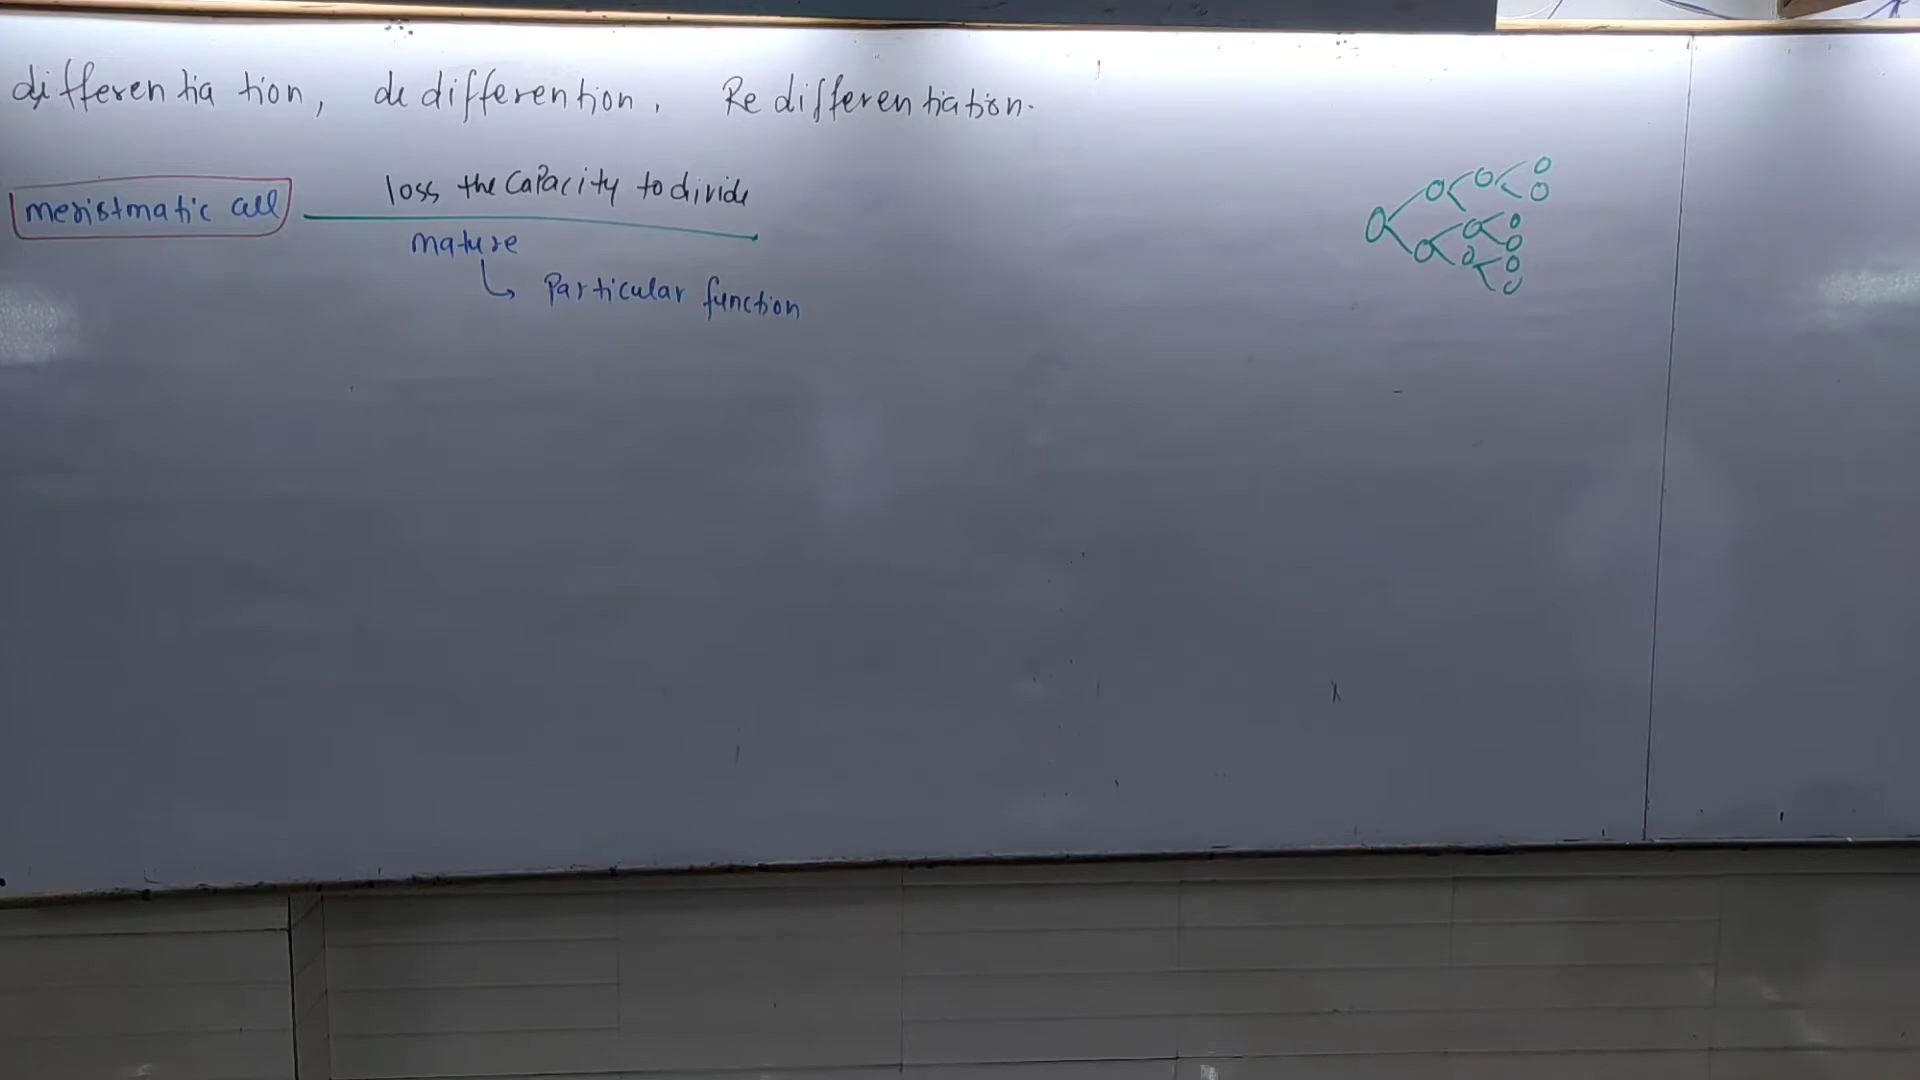 differentiation, dedifferention, Redifferentiation.
meristmatic cell
loss the capacity to divide
mature
Particular function